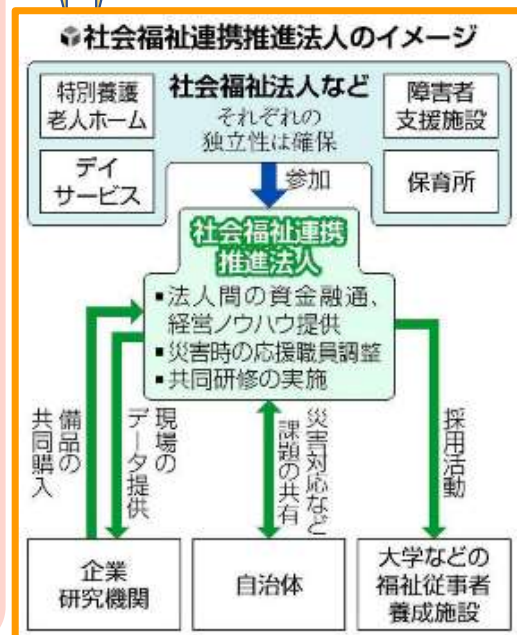 社会福祉連携推進法人のイメージ
特別養護
老人ホーム
デイ
サービス
社会福祉法人など
それぞれの
独立性は確保
障害者
支援施設
保育所
参加
社会福祉連携
推進法人
■法人間の資金融通、
経営ノウハウ提供
■災害時の応援職員調整
■共同研修の実施
備品の
共同購入
現場の
データ提供
災害対応など
課題の共有
採用活動
企業
研究機関
自治体
大学などの
福祉従事者
養成施設